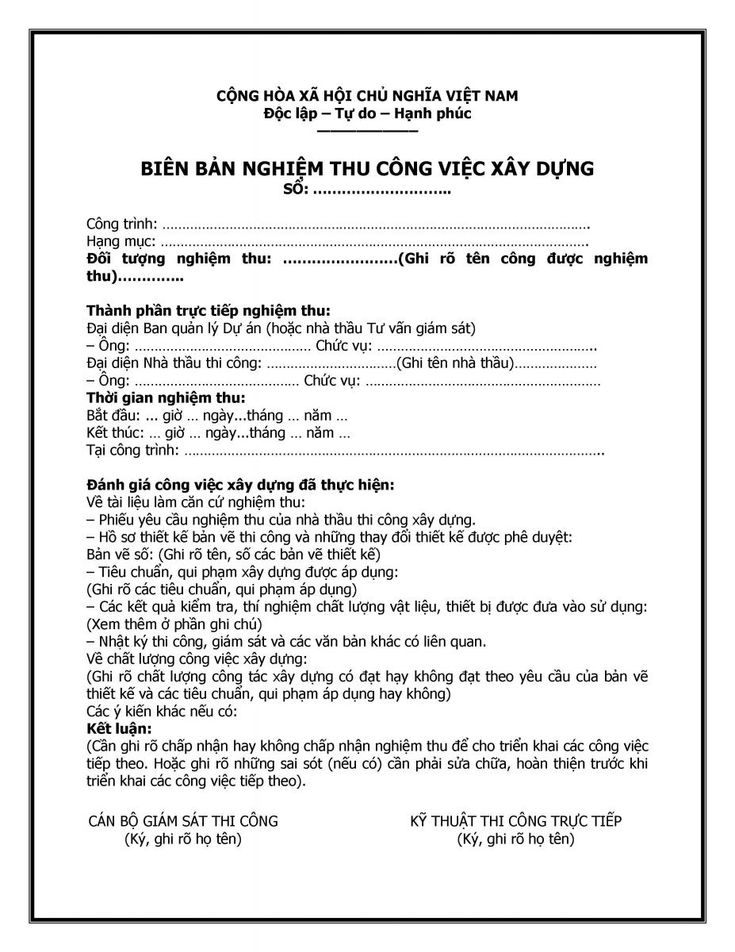 CỘNG HÒA XÃ HỘI CHỦ NGHĨA VIỆT NAM
Độc lập – Tự do – Hạnh phúc
BIÊN BẢN NGHIỆM THU CÔNG VIỆC XÂY DỰNG
SỐ: ………………………..
Công trình: ……………………………………………………………………………………………….
Hạng mục: ……………………………………………………………………………………………….
Đối tượng nghiệm thu: ……………………(Ghi rõ tên công được nghiệm
thu)…………..
Thành phần trực tiếp nghiệm thu:
Đại diện Ban quản lý Dự án (hoặc nhà thầu Tư vấn giám sát)
– Ông: ……………………………………… Chức vụ: ………………………………………………..
Đại diện Nhà thầu thi công: ……………………………(Ghi tên nhà thầu)…………………
– Ông: …………………………………… Chức vụ: ……………………………………………………
Thời gian nghiệm thu:
Bắt đầu: ... giờ … ngày...tháng … năm …
Kết thúc: … giờ … ngày...tháng … năm …
Tại công trình: ……………………………………………………………………………………………..
Đánh giá công việc xây dựng đã thực hiện:
Về tài liệu làm căn cứ nghiệm thu:
– Phiếu yêu cầu nghiệm thu của nhà thầu thi công xây dựng.
– Hồ sơ thiết kế bản vẽ thi công và những thay đổi thiết kế được phê duyệt:
Bản vẽ số: (Ghi rõ tên, số các bản vẽ thiết kế)
– Tiêu chuẩn, qui phạm xây dựng được áp dụng:
(Ghi rõ các tiêu chuẩn, qui phạm áp dụng)
– Các kết quả kiểm tra, thí nghiệm chất lượng vật liệu, thiết bị được đưa vào sử dụng:
(Xem thêm ở phần ghi chú)
– Nhật ký thi công, giám sát và các văn bản khác có liên quan.
Về chất lượng công việc xây dựng:
(Ghi rõ chất lượng công tác xây dựng có đạt hạy không đạt theo yêu cầu của bản vẽ
thiết kế và các tiêu chuẩn, qui phạm áp dụng hay không)
Các ý kiến khác nếu có:
Kết luận:
(Cần ghi rõ chấp nhận hay không chấp nhận nghiệm thu để cho triển khai các công việc
tiếp theo. Hoặc ghi rõ những sai sót (nếu có) cần phải sửa chữa, hoàn thiện trước khi
triển khai các công việc tiếp theo).
CÁN BỘ GIÁM SÁT THI CÔNG KỸ THUẬT THI CÔNG TRỰC TIẾP
(Ký, ghi rõ họ tên) (Ký, ghi rõ họ tên)